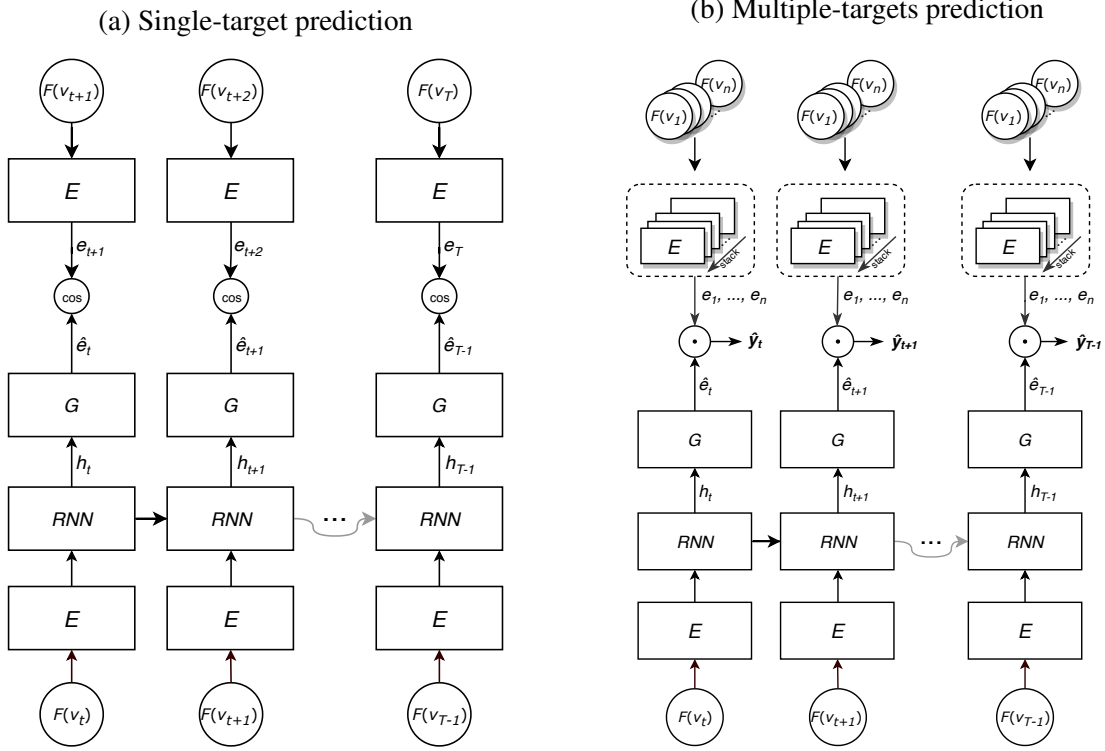 (a) Single-target prediction
F(v_{t+1}) F(v_{t+2}) F(v_T)
E E E
e_{t+1} e_{t+2} e_T
cos cos cos
ê_t ê_{t+1} ê_{T-1}
G G G
h_t h_{t+1} h_{T-1}
RNN RNN ... RNN
E E E
F(v_t) F(v_{t+1}) F(v_{T-1})
(b) Multiple-targets prediction
F(v_n) F(v_n) F(v_n)
F(v_1) ... F(v_1) ... F(v_1) ...
E ... E ... E ...
stack stack stack
e_1, ..., e_n e_1, ..., e_n e_1, ..., e_n
· ŷ_t · ŷ_{t+1} · ŷ_{T-1}
ê_t ê_{t+1} ê_{T-1}
G G G
h_t h_{t+1} h_{T-1}
RNN RNN ... RNN
E E E
F(v_t) F(v_{t+1}) F(v_{T-1})